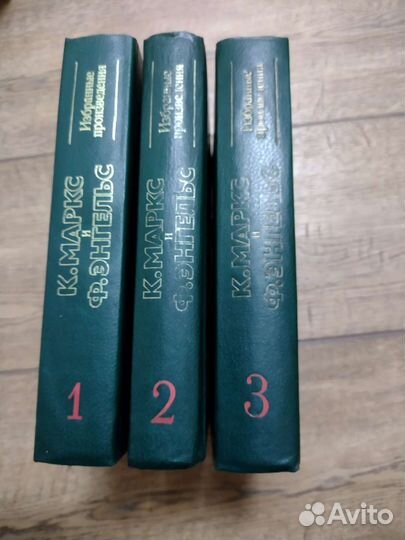 Избранные
произведения
К. МАРКС
и
Ф. ЭНГЕЛЬС
1
Избранные
произведения
К. МАРКС
и
Ф. ЭНГЕЛЬС
2
Избранные
произведения
К. МАРКС
и
Ф. ЭНГЕЛЬС
3
Avito